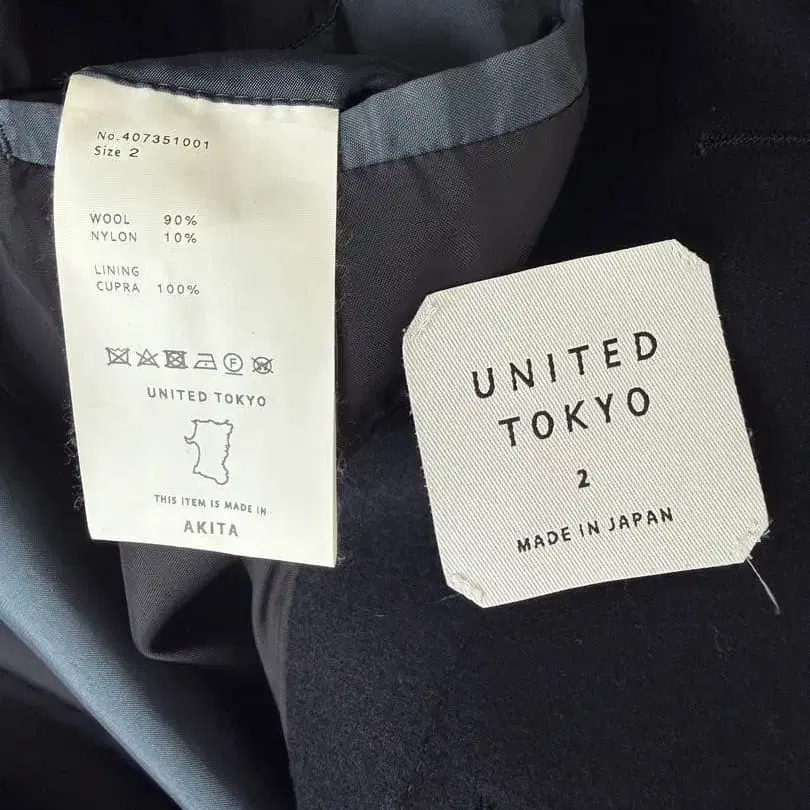 No.407351001
Size 2
WOOL 90%
NYLON 10%
LINING
CUPRA 100%
UNITED TOKYO
THIS ITEM IS MADE IN
AKITA
UNITED
TOKYO
2
MADE IN JAPAN